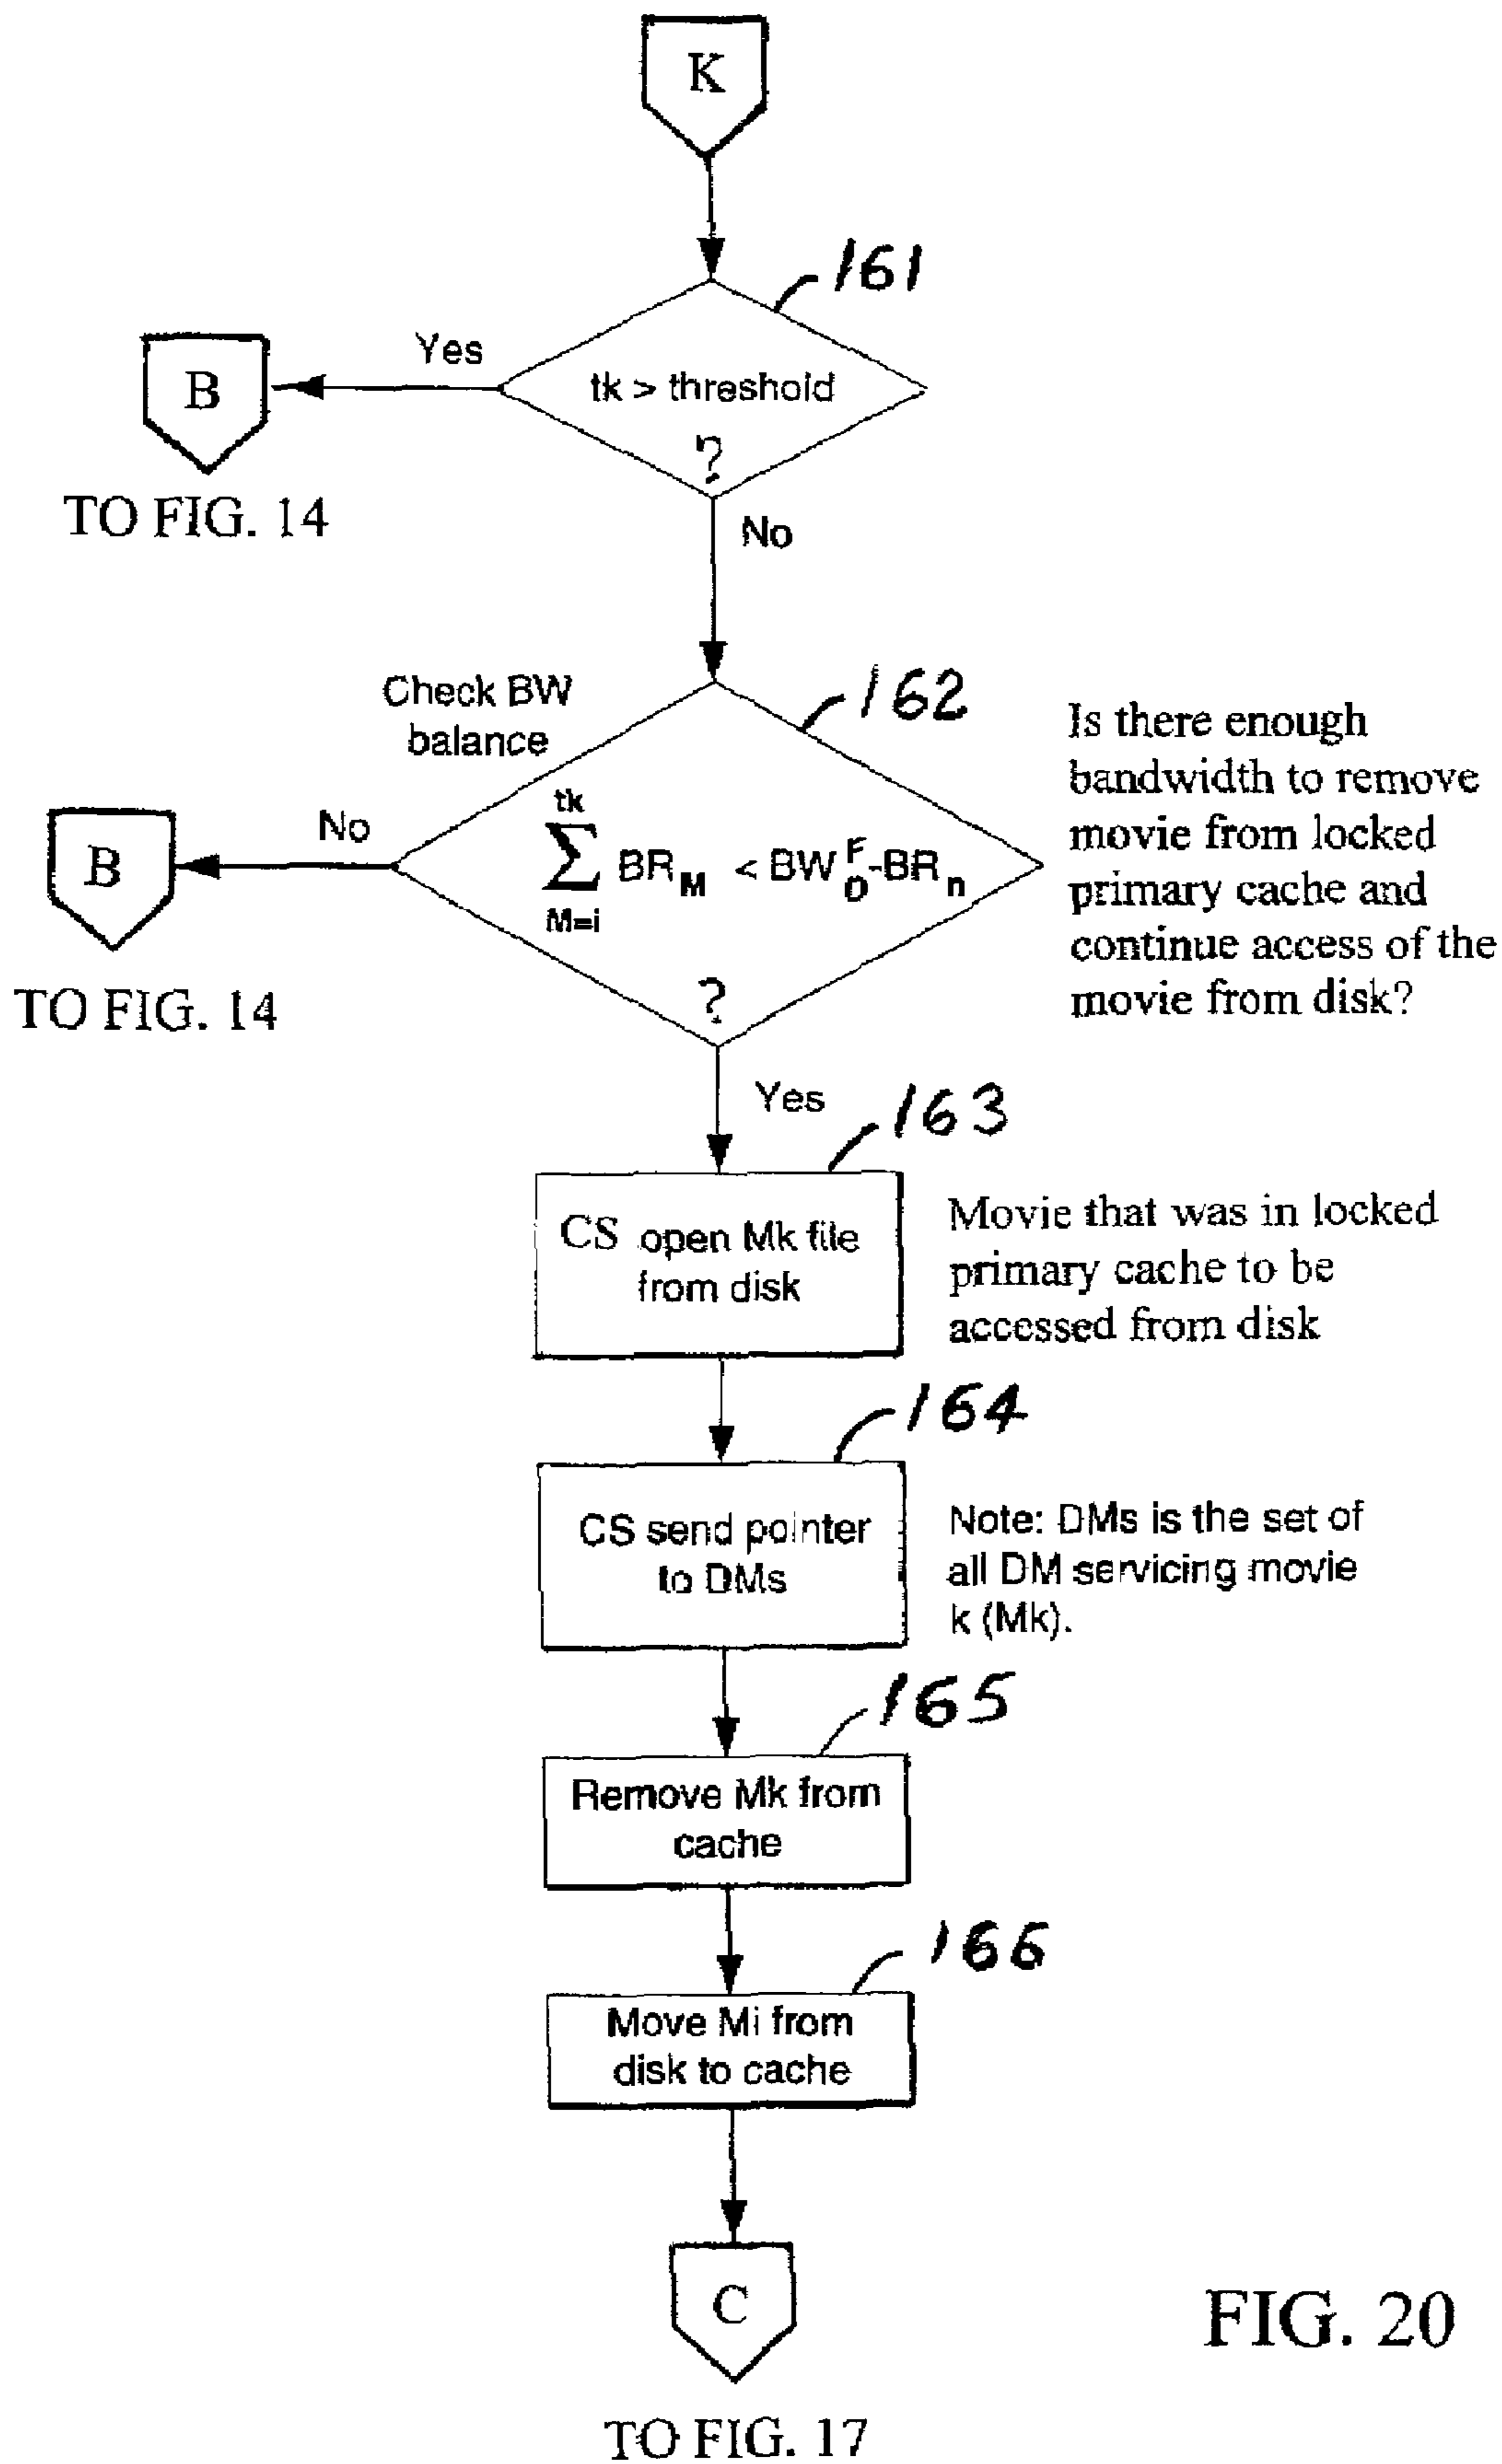 K
161
Yes
tk > threshold
?
B
TO FIG. 14
No
Check BW
balance
162
tk
∑ BR_M < BW_D^F-BR_n
M=i
?
No
B
TO FIG. 14
Is there enough
bandwidth to remove
movie from locked
primary cache and
continue access of the
movie from disk?
Yes
163
CS open Mk file
from disk
Movie that was in locked
primary cache to be
accessed from disk
164
CS send pointer
to DMs
Note: DMs is the set of
all DM servicing movie
k (Mk).
165
Remove Mk from
cache
166
Move Mi from
disk to cache
C
TO FIG. 17
FIG. 20